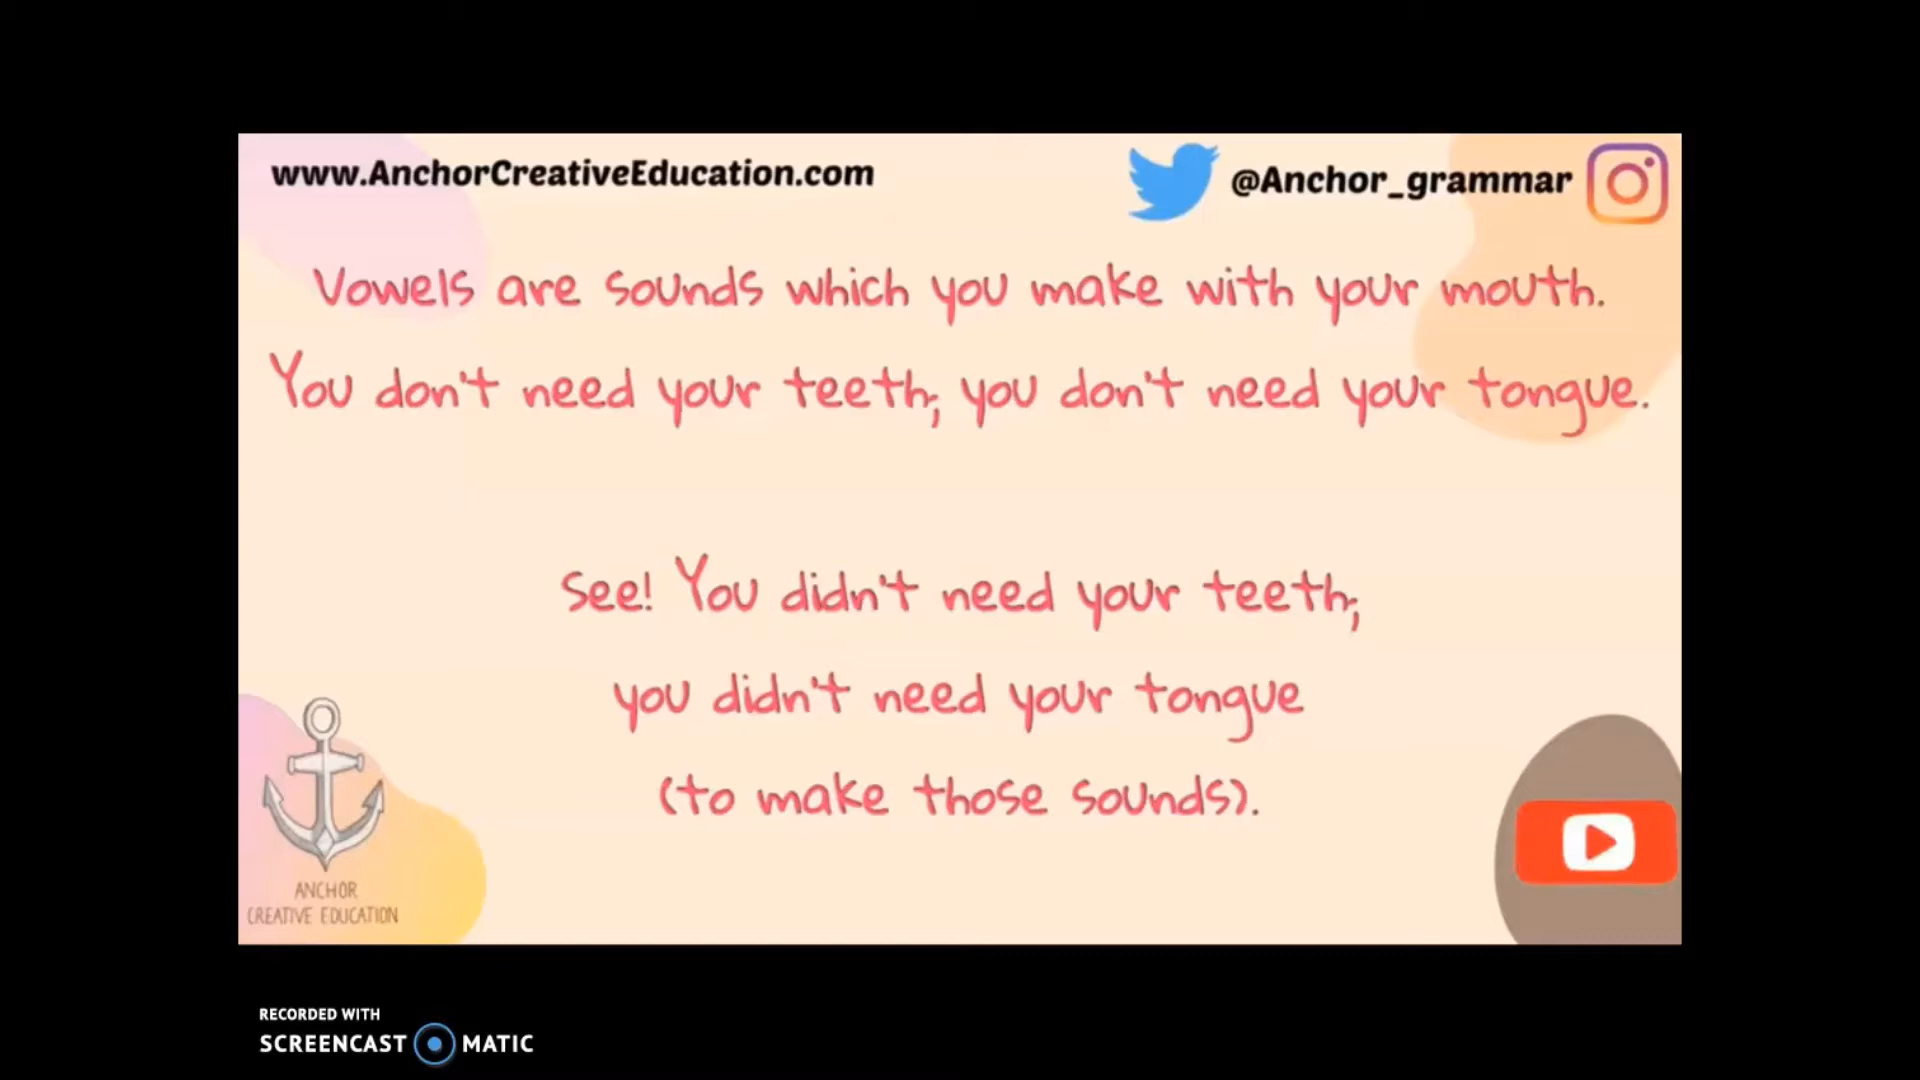 www.AnchorCreativeEducation.com
@Anchor_grammar
Vowels are sounds which you make with your mouth.
You don't need your teeth; you don't need your tongue.
See! You didn't need your teeth;
you didn't need your tongue
(to make those sounds).
ANCHOR
CREATIVE EDUCATION
RECORDED WITH
SCREENCAST MATIC